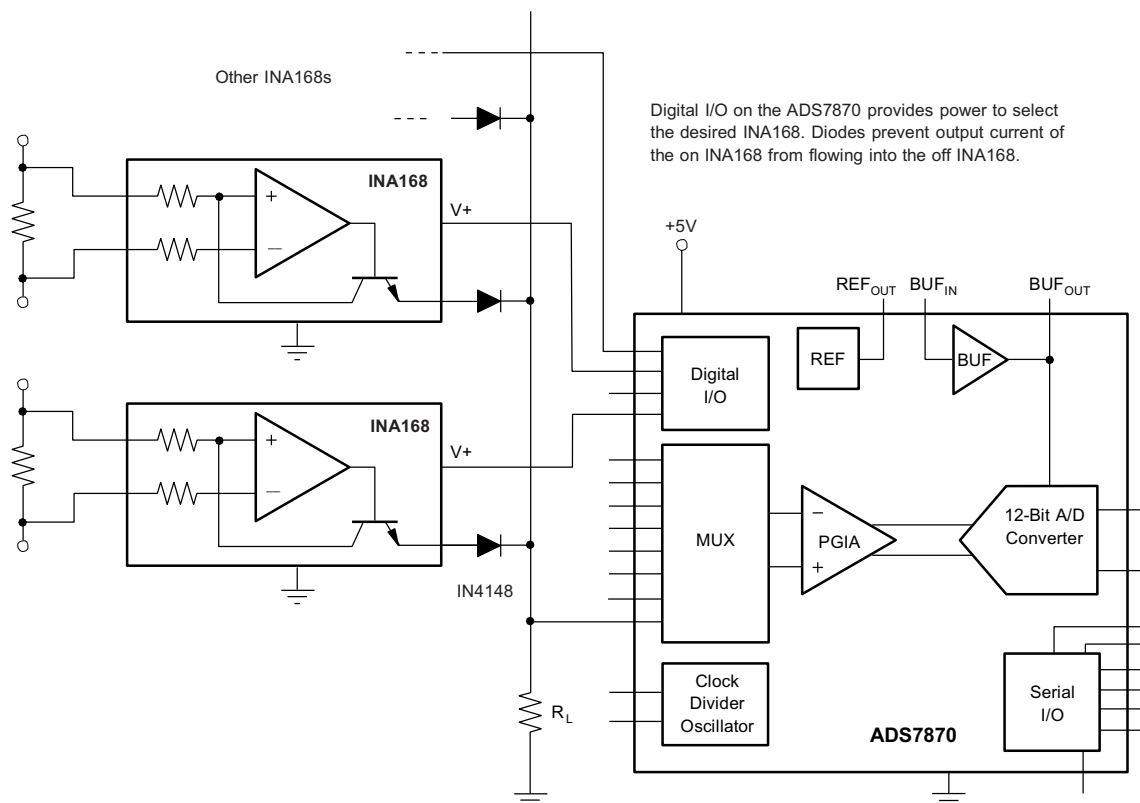 Other INA168s
Digital I/O on the ADS7870 provides power to select
the desired INA168. Diodes prevent output current of
the on INA168 from flowing into the off INA168.
INA168
+
−
V+
+5V
REFOUT
BUFIN
BUFOUT
REF
BUF
Digital
I/O
INA168
+
−
V+
IN4148
MUX
−
PGIA
+
12-Bit A/D
Converter
RL
Clock
Divider
Oscillator
Serial
I/O
ADS7870